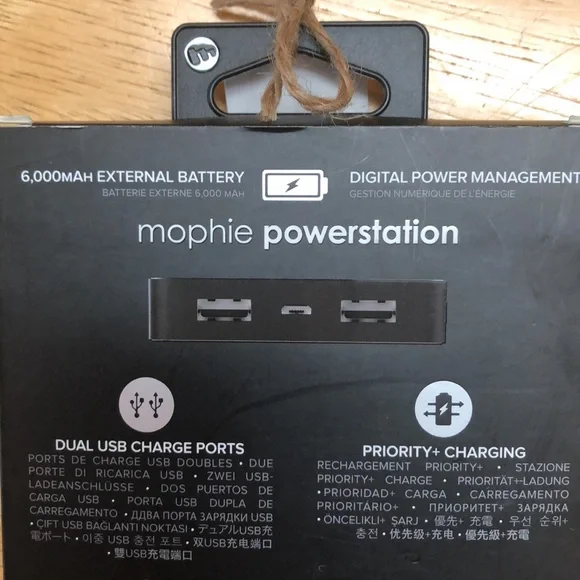 m
6,000MAH EXTERNAL BATTERY
BATTERIE EXTERNE 6,000 MAH
DIGITAL POWER MANAGEMENT
GESTION NUMÉRIQUE DE L'ÉNERGIE
mophie powerstation
DUAL USB CHARGE PORTS
PORTS DE CHARGE USB DOUBLES • DUE
PORTE DI RICARICA USB • ZWEI USB-
LADEANSCHLÜSSE • DOS PUERTOS DE
CARGA USB • PORTA USB DUPLA DE
CARREGAMENTO • ДДВА ПОРТА ЗАРЯДКИ USB
• ÇIFT USB BAĞLANTI NOKTASI • デュアルUSB充
電ポート • 이중 USB 충전 포트 • 双USB充电端口
• 雙USB充電端口
PRIORITY+ CHARGING
RECHARGEMENT PRIORITY+ • STAZIONE
PRIORITY+ CHARGE • PRIORITÄT+-LADUNG
• PRIORIDAD+ CARGA • CARREGAMENTO
PRIORITÁRIO+ • ПРИОРИТЕТ+ ЗАРЯДКА
• ÖNCELIKLI+ ŞARJ • 優先+ 充電 • 우선 순위+
충전 • 优先級+充电 • 優先級+充電